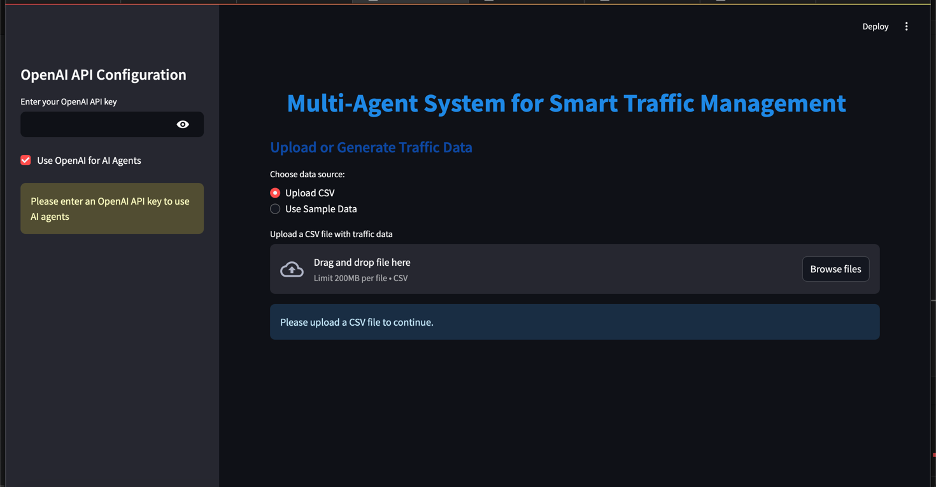 Deploy
OpenAI API Configuration
Enter your OpenAI API key
Use OpenAI for AI Agents
Please enter an OpenAI API key to use
AI agents
Multi-Agent System for Smart Traffic Management
Upload or Generate Traffic Data
Choose data source:
Upload CSV
Use Sample Data
Upload a CSV file with traffic data
Drag and drop file here
Limit 200MB per file • CSV
Browse files
Please upload a CSV file to continue.